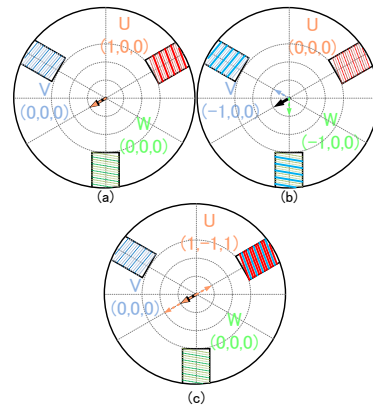 U
(1,0,0)
V
(0,0,0)
W
(0,0,0)
(a)
U
(0,0,0)
V
(−1,0,0)
W
(−1,0,0)
(b)
U
(1,−1,1)
V
(0,0,0)
W
(0,0,0)
(c)